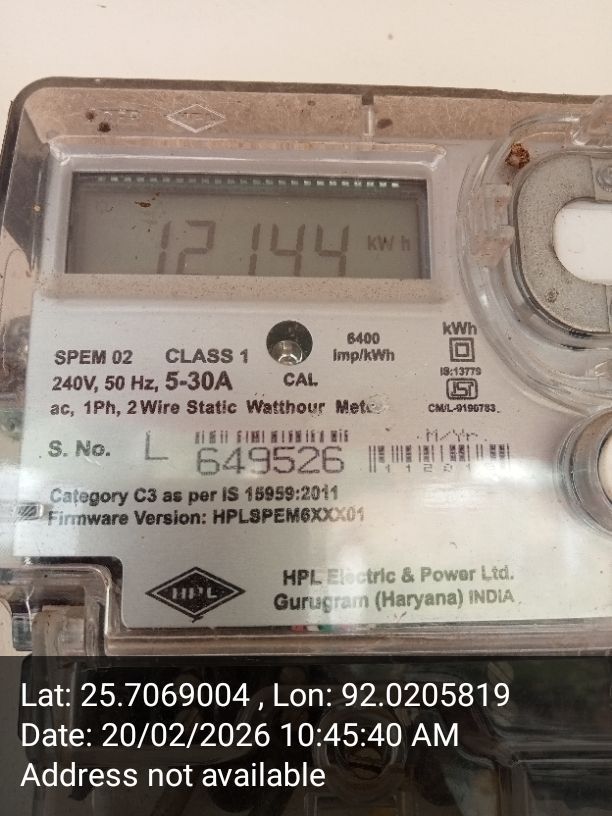 12144 kWh
SPEM 02 CLASS 1
6400 imp/kWh
kWh
240V, 50 Hz, 5-30A
CAL.
IS:13779
ISI
CM/L-9196783
ac, 1Ph, 2 Wire Static Watthour Meter
M/Yr.
S. No. L 649526
Category C3 as per IS 15959:2011
Firmware Version: HPLSPEM6XXX01
HPL
HPL Electric & Power Ltd.
Gurugram (Haryana) INDIA
Lat: 25.7069004 , Lon: 92.0205819
Date: 20/02/2026 10:45:40 AM
Address not available